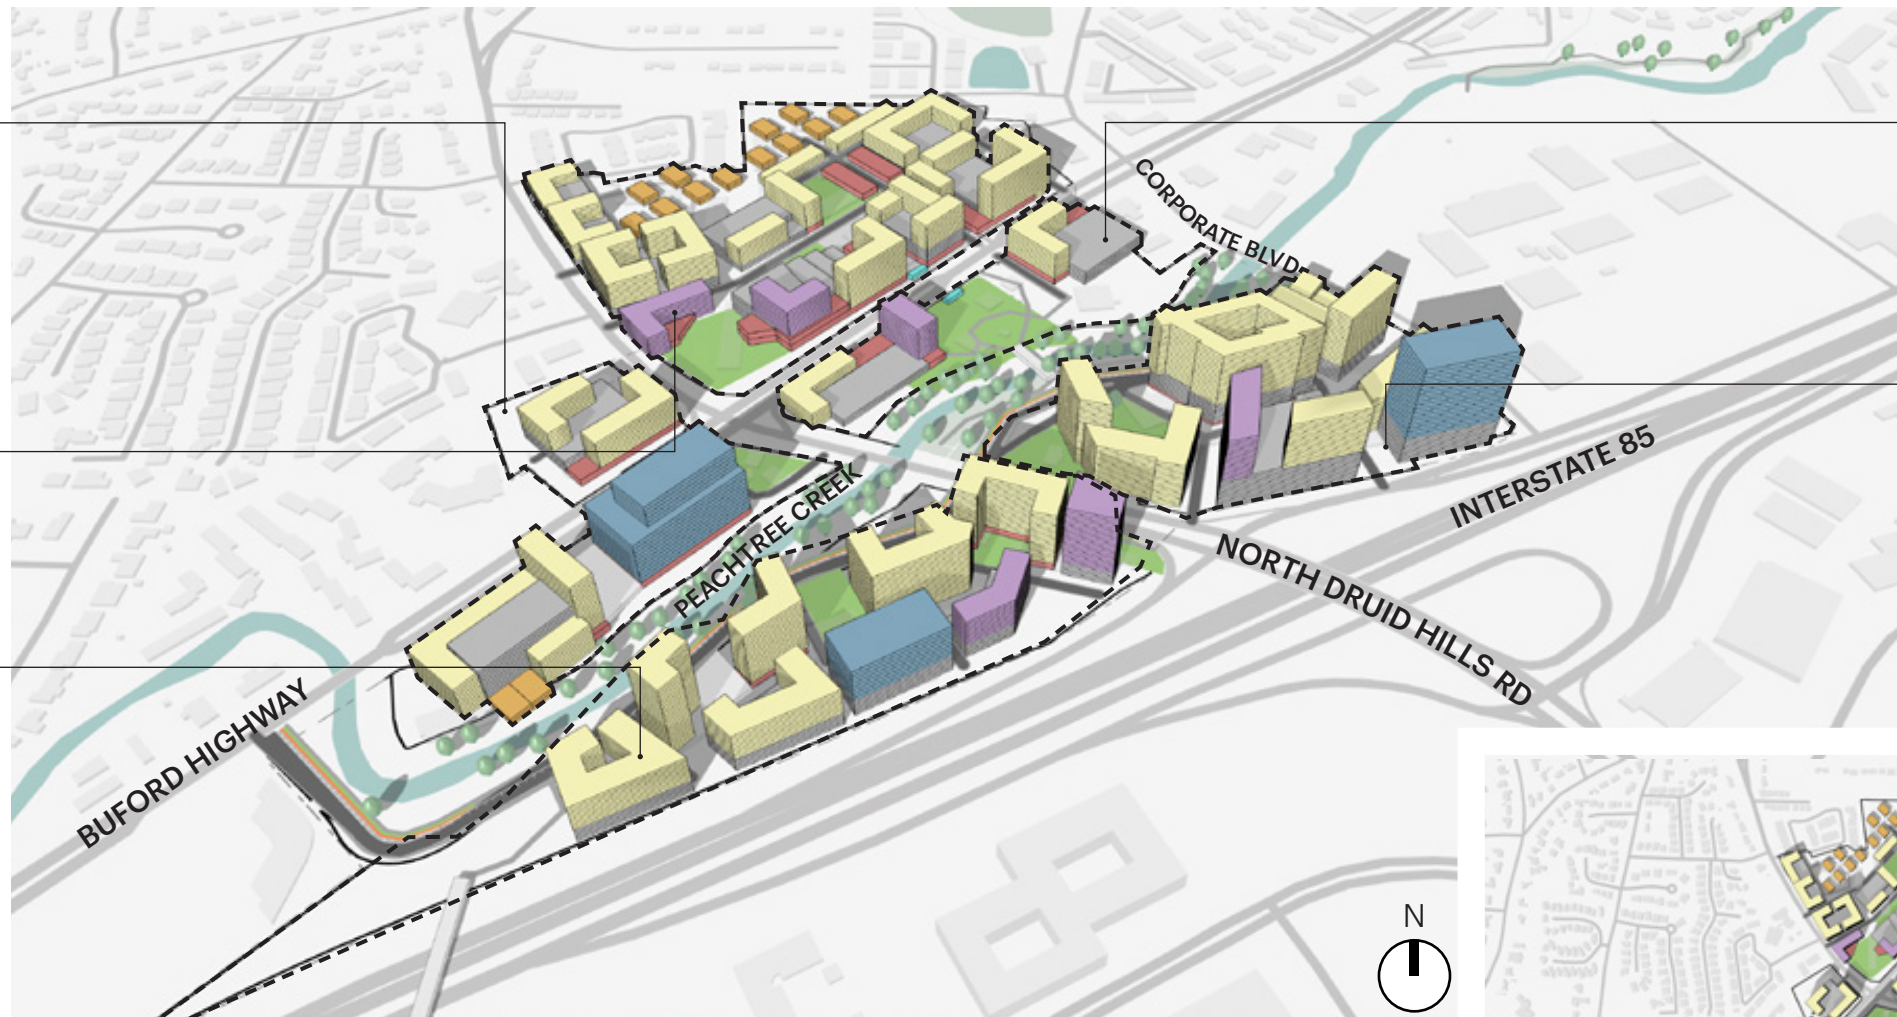 CORPORATE BLVD
INTERSTATE 85
PEACHTREE CREEK
NORTH DRUID HILLS RD
BUFORD HIGHWAY
N